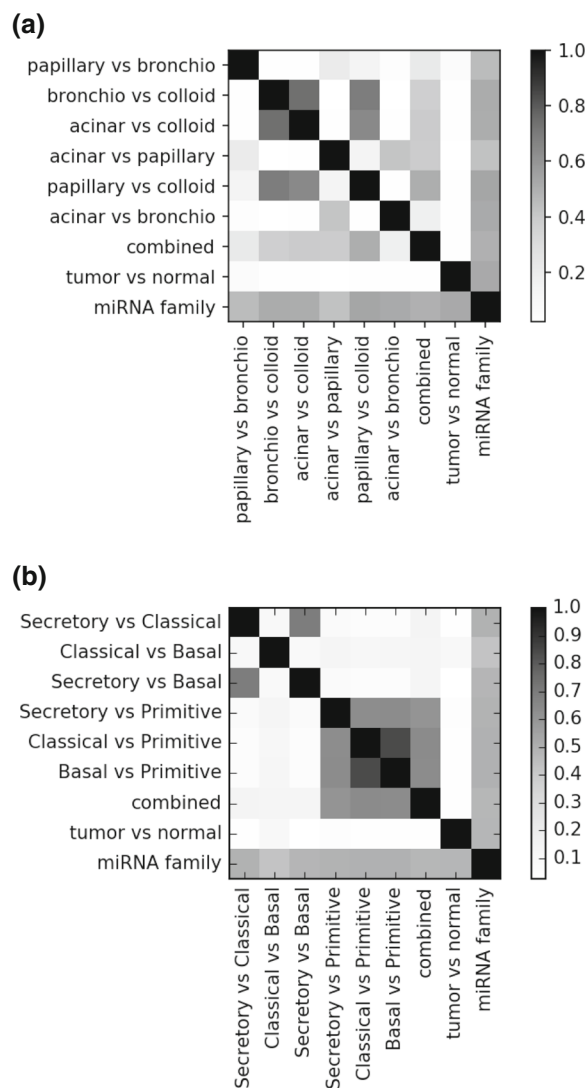 (a)
papillary vs bronchio
bronchio vs colloid
acinar vs colloid
acinar vs papillary
papillary vs colloid
acinar vs bronchio
combined
tumor vs normal
miRNA family
1.0
0.8
0.6
0.4
0.2
papillary vs bronchio
bronchio vs colloid
acinar vs colloid
acinar vs papillary
papillary vs colloid
acinar vs bronchio
combined
tumor vs normal
miRNA family
(b)
Secretory vs Classical
Classical vs Basal
Secretory vs Basal
Secretory vs Primitive
Classical vs Primitive
Basal vs Primitive
combined
tumor vs normal
miRNA family
1.0
0.9
0.8
0.7
0.6
0.5
0.4
0.3
0.2
0.1
Secretory vs Classical
Classical vs Basal
Secretory vs Basal
Secretory vs Primitive
Classical vs Primitive
Basal vs Primitive
combined
tumor vs normal
miRNA family